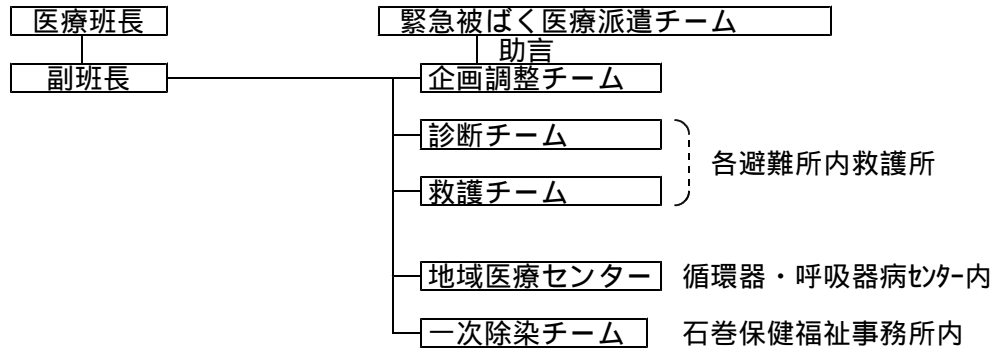 医療班長
緊急被ばく医療派遣チーム
助言
副班長
企画調整チーム
診断チーム
各避難所内救護所
救護チーム
地域医療センター
循環器・呼吸器病ｾﾝﾀｰ内
一次除染チーム
石巻保健福祉事務所内